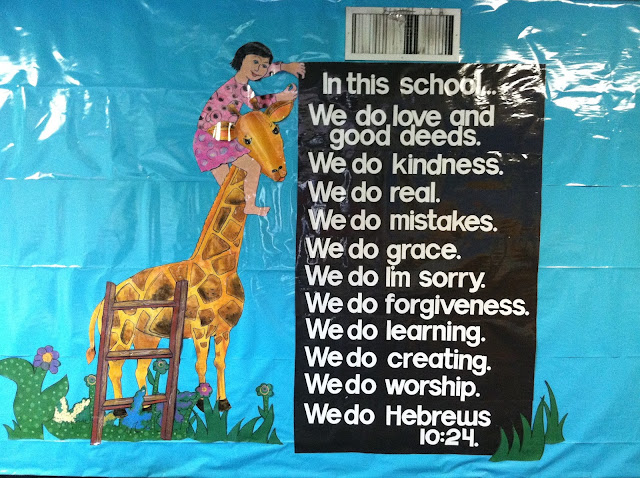 In this school...
We do love and
good deeds.
We do kindness.
We do real.
We do mistakes.
We do grace.
We do Im sorry.
We do forgiveness.
We do learning.
We do creating.
We do worship.
We do Hebrews
10:24.